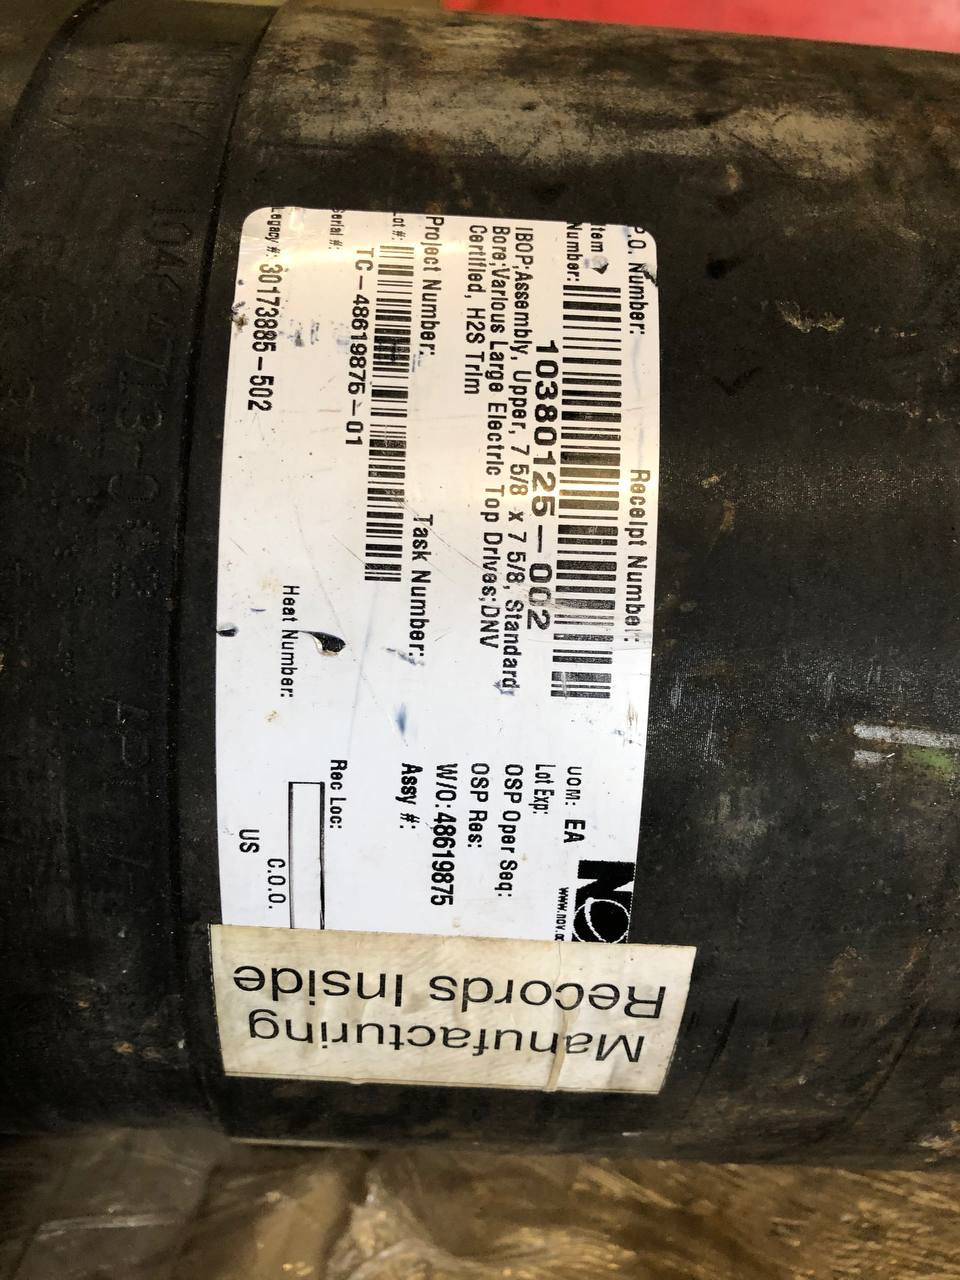 P.O. Number: Receipt Number:
Item Number:
10380125-002
IBOP;Assembly, Upper, 7 5/8 x 7 5/8, Standard
Bore;Various Large Electric Top Drives;DNV
Certified, H2S Trim
Project Number: Task Number:
Lot #:
TC-48619875-01
Serial #:
Legacy #: 30173885-502
Heat Number:
UOM: EA
Lot Exp:
OSP Oper Seq:
OSP Res:
W/O: 48619875
Assy #:
Rec Loc:
C.O.O.
US
NO
www.nov.
Manufacturing
Records Inside